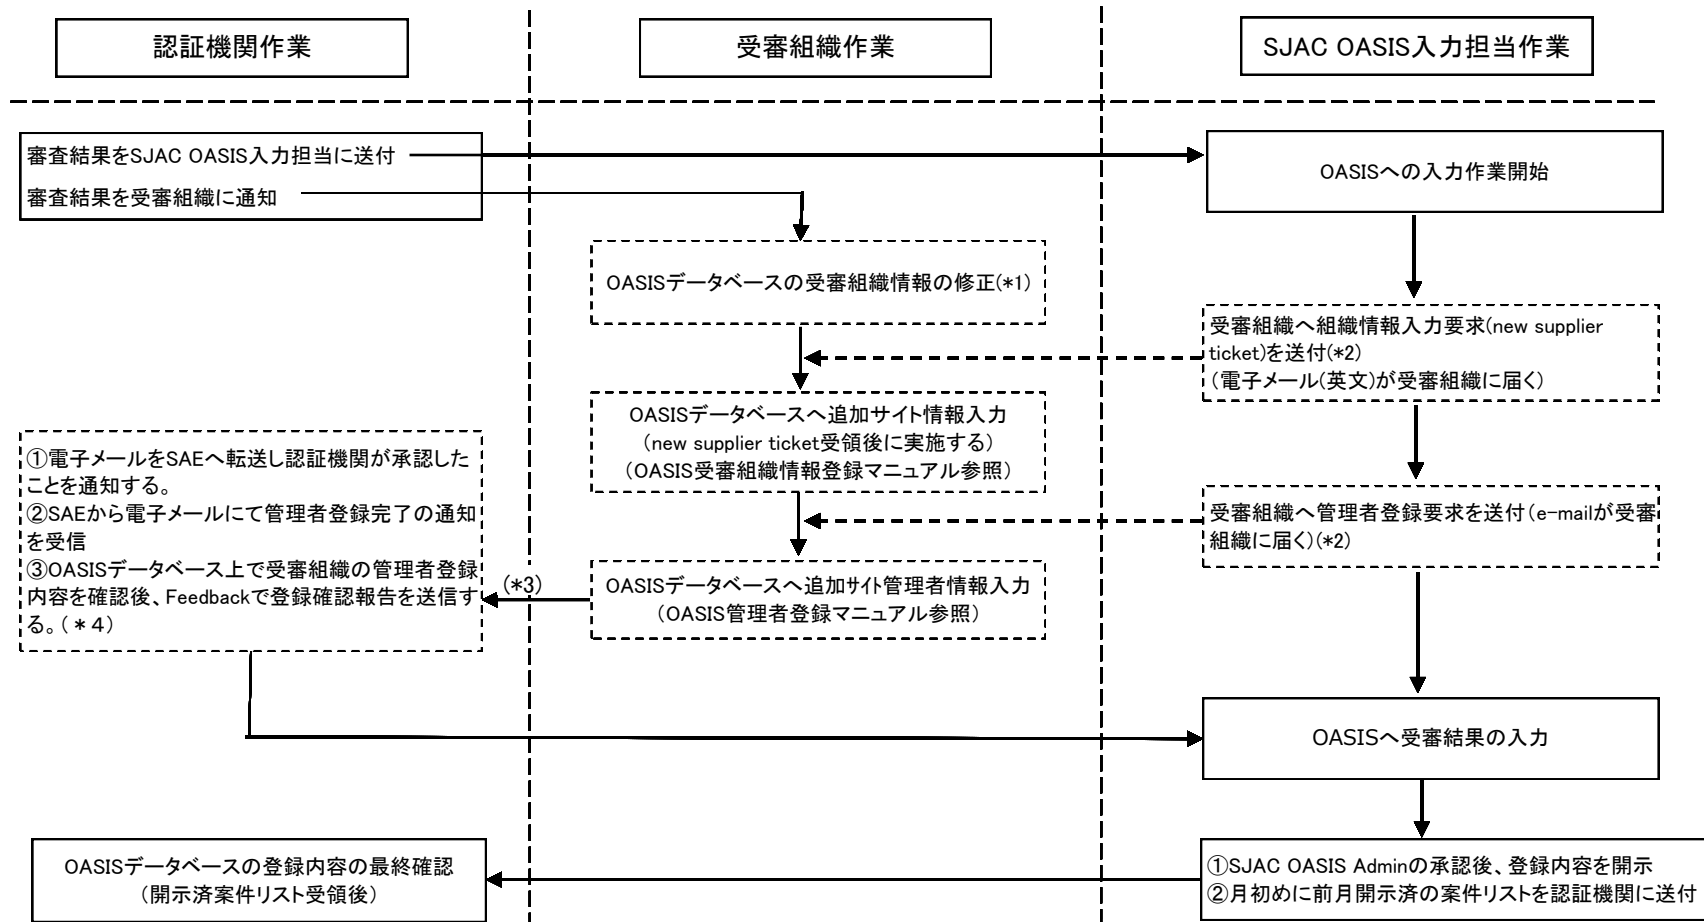 認証機関作業
受審組織作業
SJAC OASIS入力担当作業
審査結果をSJAC OASIS入力担当に送付
審査結果を受審組織に通知
OASISへの入力作業開始
OASISデータベースの受審組織情報の修正(*1)
受審組織へ組織情報入力要求(new supplier
ticket)を送付(*2)
(電子メール(英文)が受審組織に届く)
OASISデータベースへ追加サイト情報入力
(new supplier ticket受領後に実施する)
(OASIS受審組織情報登録マニュアル参照)
①電子メールをSAEへ転送し認証機関が承認した
ことを通知する。
②SAEから電子メールにて管理者登録完了の通知
を受信
③OASISデータベース上で受審組織の管理者登録
内容を確認後、Feedbackで登録確認報告を送信す
る。(*4)
受審組織へ管理者登録要求を送付(e-mailが受審
組織に届く)(*2)
(*3)
OASISデータベースへ追加サイト管理者情報入力
(OASIS管理者登録マニュアル参照)
OASISへ受審結果の入力
OASISデータベースの登録内容の最終確認
(開示済案件リスト受領後)
①SJAC OASIS Adminの承認後、登録内容を開示
②月初めに前月開示済の案件リストを認証機関に送付